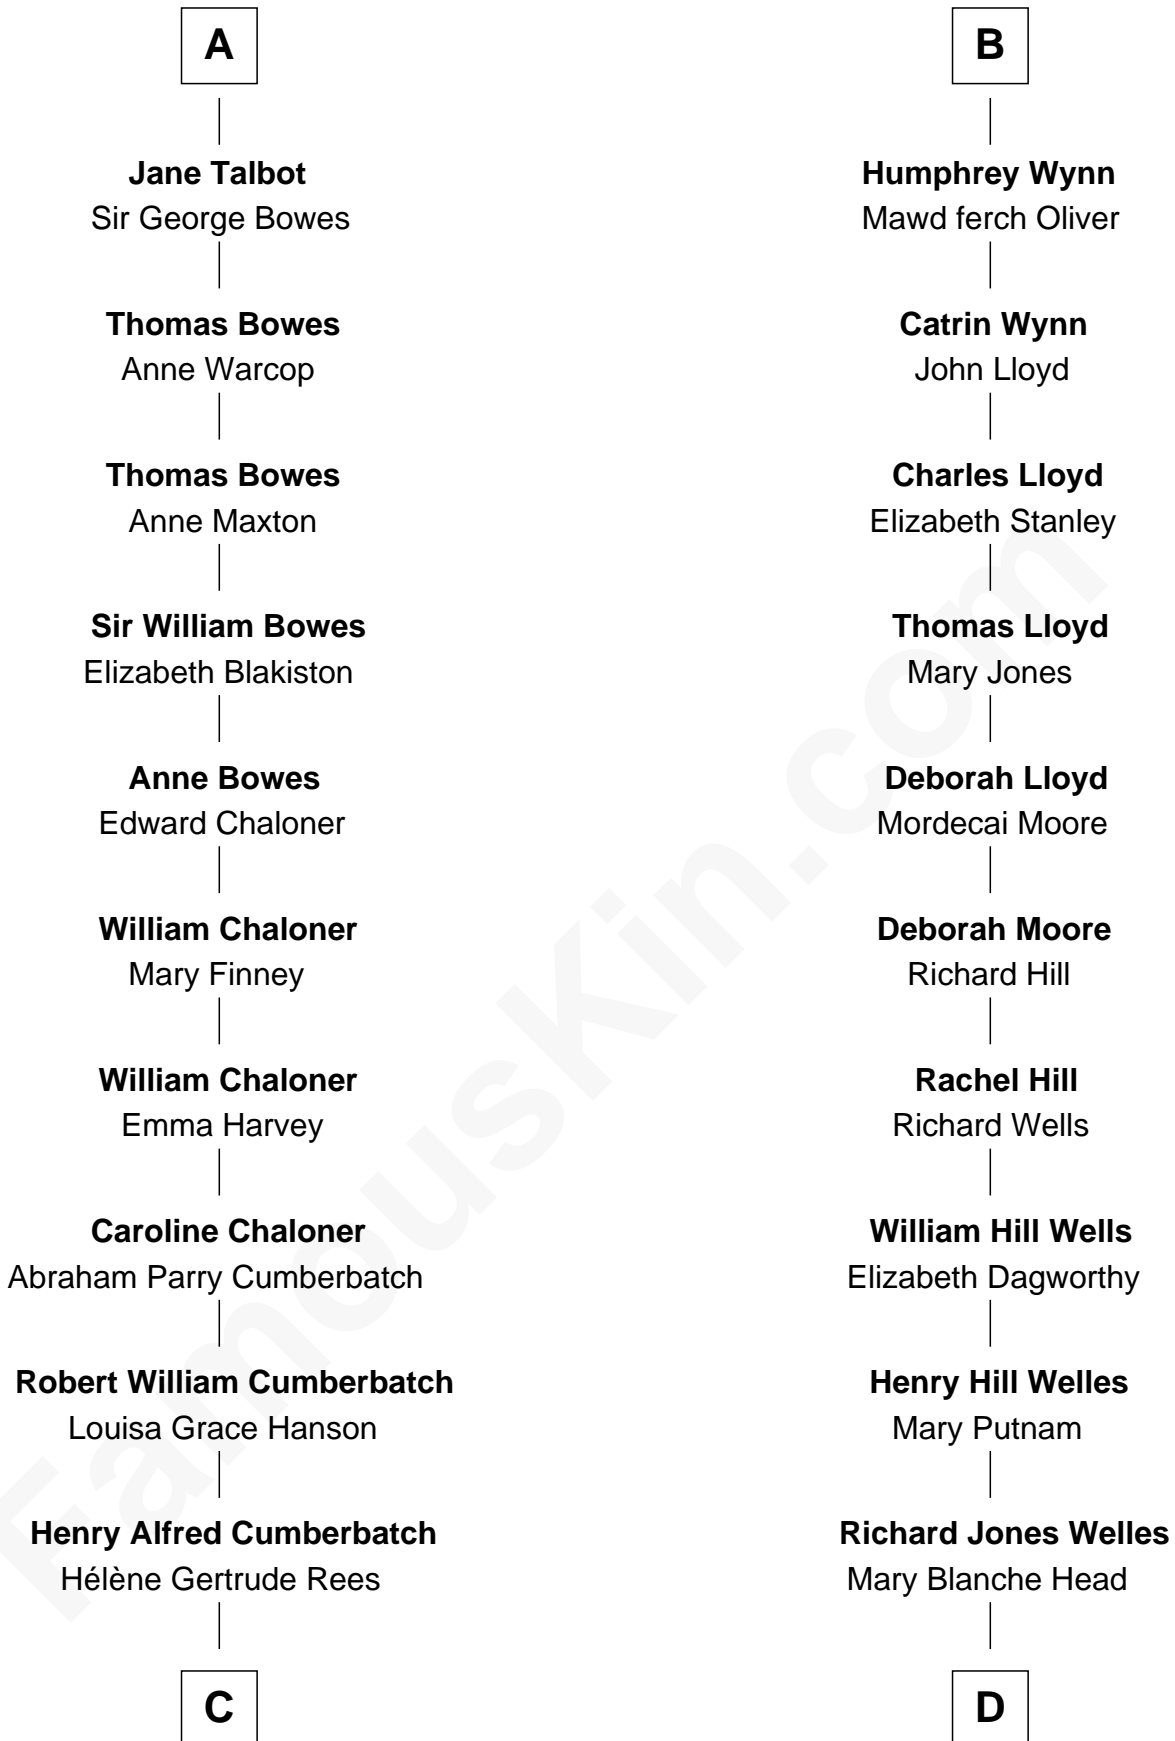 A
Jane Talbot
Sir George Bowes
Thomas Bowes
Anne Warcop
Thomas Bowes
Anne Maxton
Sir William Bowes
Elizabeth Blakiston
Anne Bowes
Edward Chaloner
William Chaloner
Mary Finney
William Chaloner
Emma Harvey
Caroline Chaloner
Abraham Parry Cumberbatch
Robert William Cumberbatch
Louisa Grace Hanson
Henry Alfred Cumberbatch
Hélène Gertrude Rees
C
B
Humphrey Wynn
Mawd ferch Oliver
Catrin Wynn
John Lloyd
Charles Lloyd
Elizabeth Stanley
Thomas Lloyd
Mary Jones
Deborah Lloyd
Mordecai Moore
Deborah Moore
Richard Hill
Rachel Hill
Richard Wells
William Hill Wells
Elizabeth Dagworthy
Henry Hill Welles
Mary Putnam
Richard Jones Welles
Mary Blanche Head
D
FamousKin.com